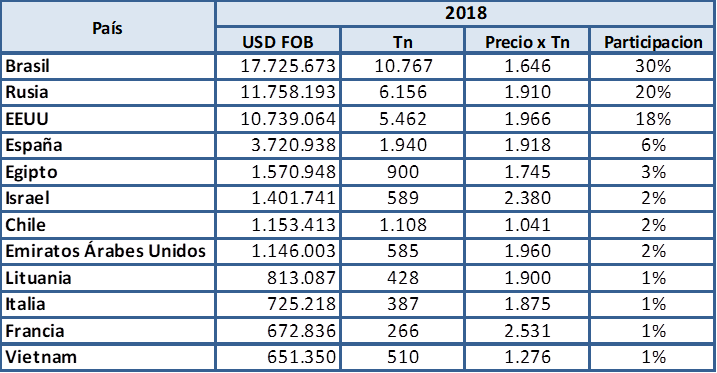 País 2018
USD FOB Tn Precio x Tn Participacion
Brasil 17.725.673 10.767 1.646 30%
Rusia 11.758.193 6.156 1.910 20%
EEUU 10.739.064 5.462 1.966 18%
España 3.720.938 1.940 1.918 6%
Egipto 1.570.948 900 1.745 3%
Israel 1.401.741 589 2.380 2%
Chile 1.153.413 1.108 1.041 2%
Emiratos Árabes Unidos 1.146.003 585 1.960 2%
Lituania 813.087 428 1.900 1%
Italia 725.218 387 1.875 1%
Francia 672.836 266 2.531 1%
Vietnam 651.350 510 1.276 1%